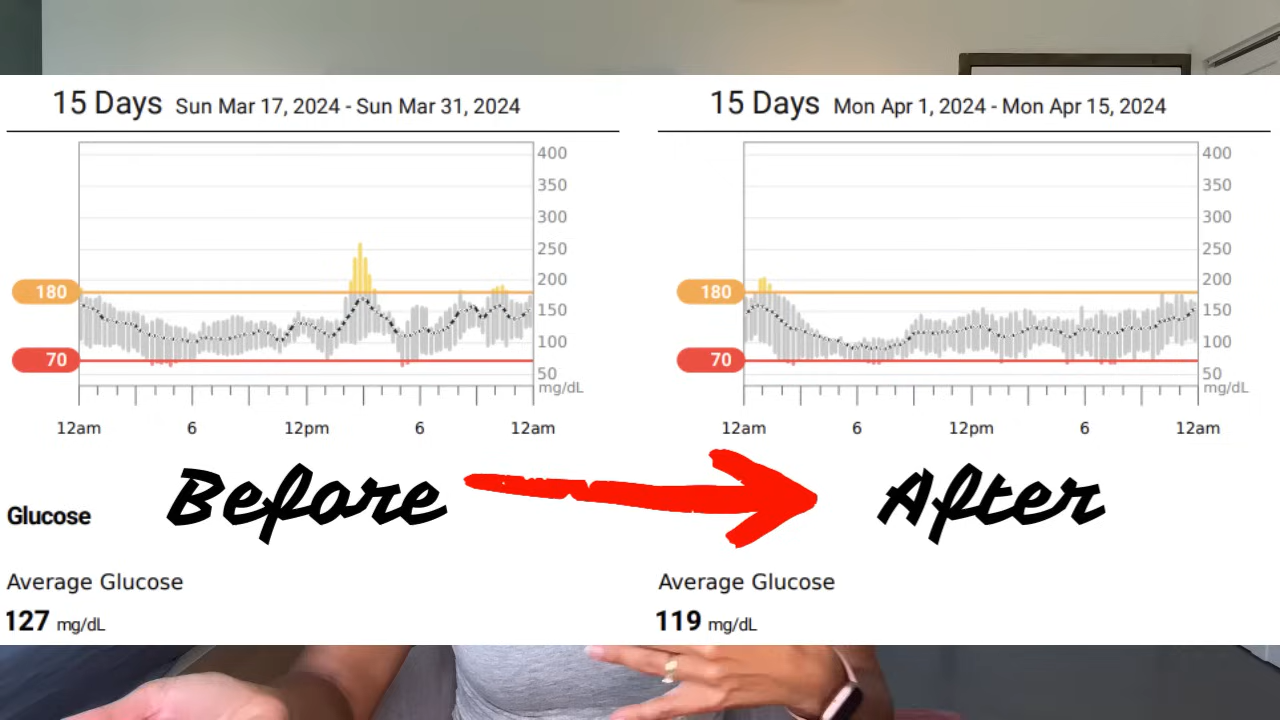 15 Days Sun Mar 17, 2024 - Sun Mar 31, 2024
400
350
300
250
200
180
150
100
70
50
mg/dL
12am 6 12pm 6 12am
Before
Glucose
Average Glucose
127 mg/dL
15 Days Mon Apr 1, 2024 - Mon Apr 15, 2024
400
350
300
250
200
180
150
100
70
50
mg/dL
12am 6 12pm 6 12am
After
Average Glucose
119 mg/dL